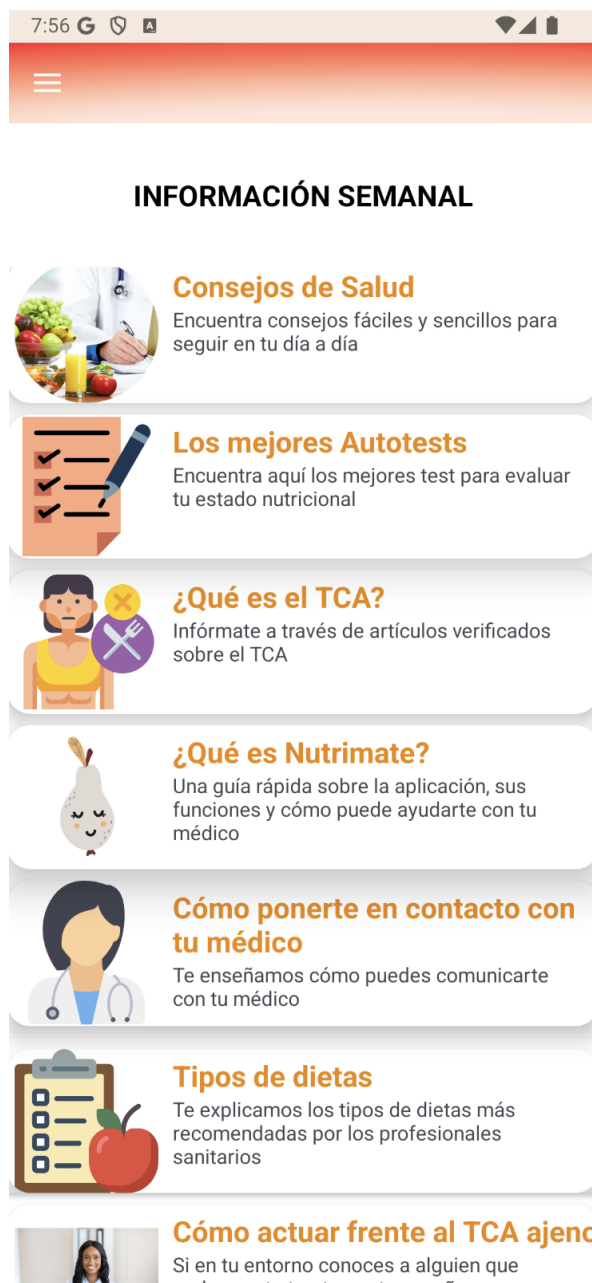 7:56 G A
INFORMACIÓN SEMANAL
Consejos de Salud
Encuentra consejos fáciles y sencillos para
seguir en tu día a día
Los mejores Autotests
Encuentra aquí los mejores test para evaluar
tu estado nutricional
¿Qué es el TCA?
Infórmate a través de artículos verificados
sobre el TCA
¿Qué es Nutrimate?
Una guía rápida sobre la aplicación, sus
funciones y cómo puede ayudarte con tu
médico
Cómo ponerte en contacto con
tu médico
Te enseñamos cómo puedes comunicarte
con tu médico
Tipos de dietas
Te explicamos los tipos de dietas más
recomendadas por los profesionales
sanitarios
Cómo actuar frente al TCA ajeno
Si en tu entorno conoces a alguien que